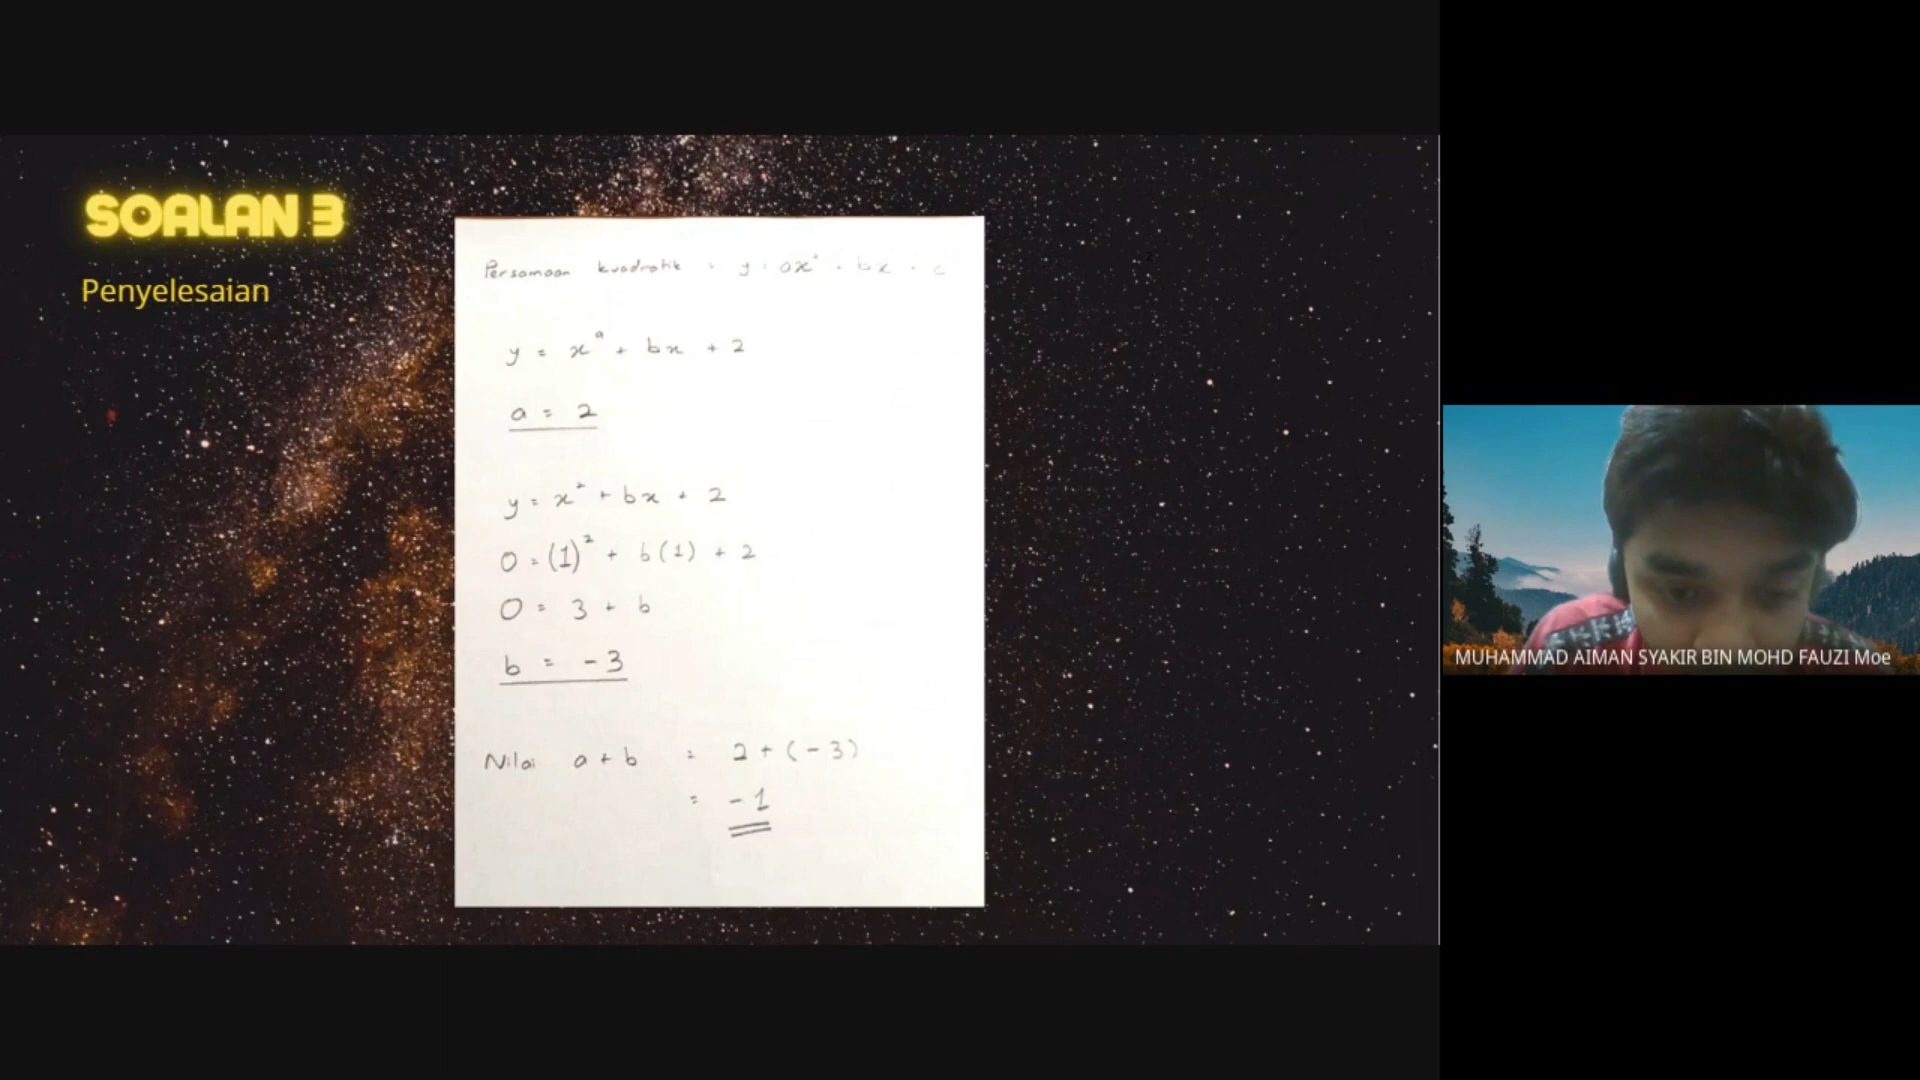 SOALAN 3
Penyelesaian
Persamaan kuadratik : y = ax² + bx + c
y = xᵃ + bx + 2
a = 2
y = x² + bx + 2
0 = (1)² + b(1) + 2
0 = 3 + b
b = -3
Nilai a + b = 2 + (-3)
= -1
MUHAMMAD AIMAN SYAKIR BIN MOHD FAUZI Moe